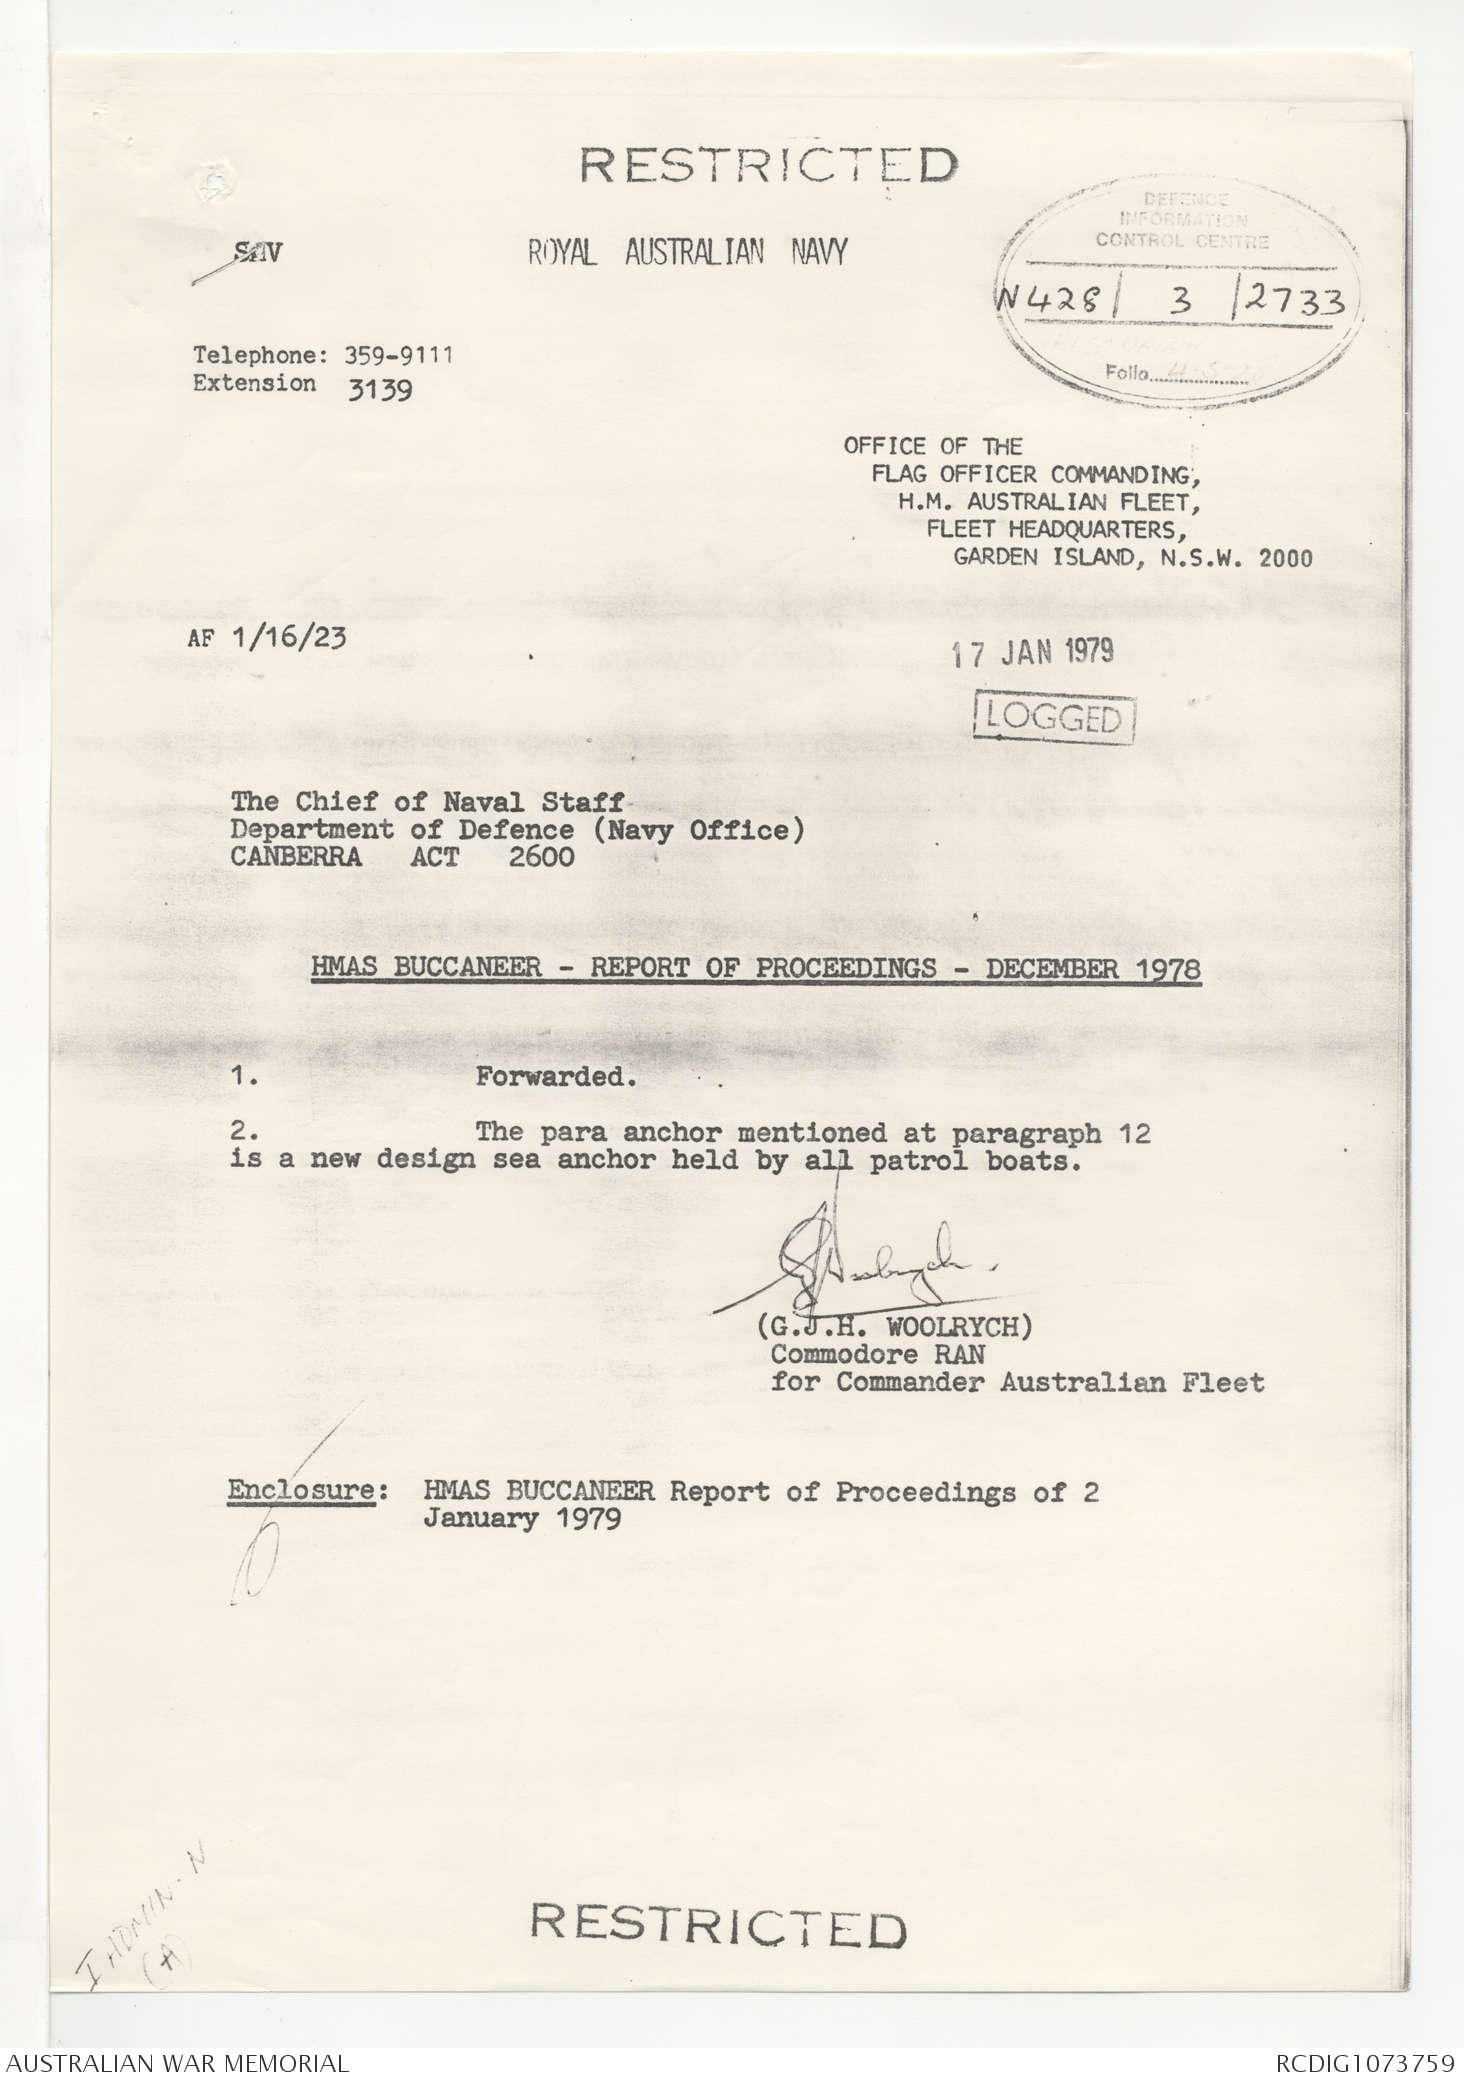 RESTRICTED
ROYAL AUSTRALIAN NAVY
DEFENCE
INFORMATION
CONTROL CENTRE
N428 / 3 / 2733
Folio
Telephone: 359-9111
Extension 3139
OFFICE OF THE
FLAG OFFICER COMMANDING,
H.M. AUSTRALIAN FLEET,
FLEET HEADQUARTERS,
GARDEN ISLAND, N.S.W. 2000
AF 1/16/23
17 JAN 1979
LOGGED
The Chief of Naval Staff
Department of Defence (Navy Office)
CANBERRA ACT 2600
HMAS BUCCANEER - REPORT OF PROCEEDINGS - DECEMBER 1978
1. Forwarded.
2. The para anchor mentioned at paragraph 12
is a new design sea anchor held by all patrol boats.
(G.J.H. WOOLRYCH)
Commodore RAN
for Commander Australian Fleet
Enclosure: HMAS BUCCANEER Report of Proceedings of 2
January 1979
RESTRICTED
AUSTRALIAN WAR MEMORIAL
RCDIG1073759